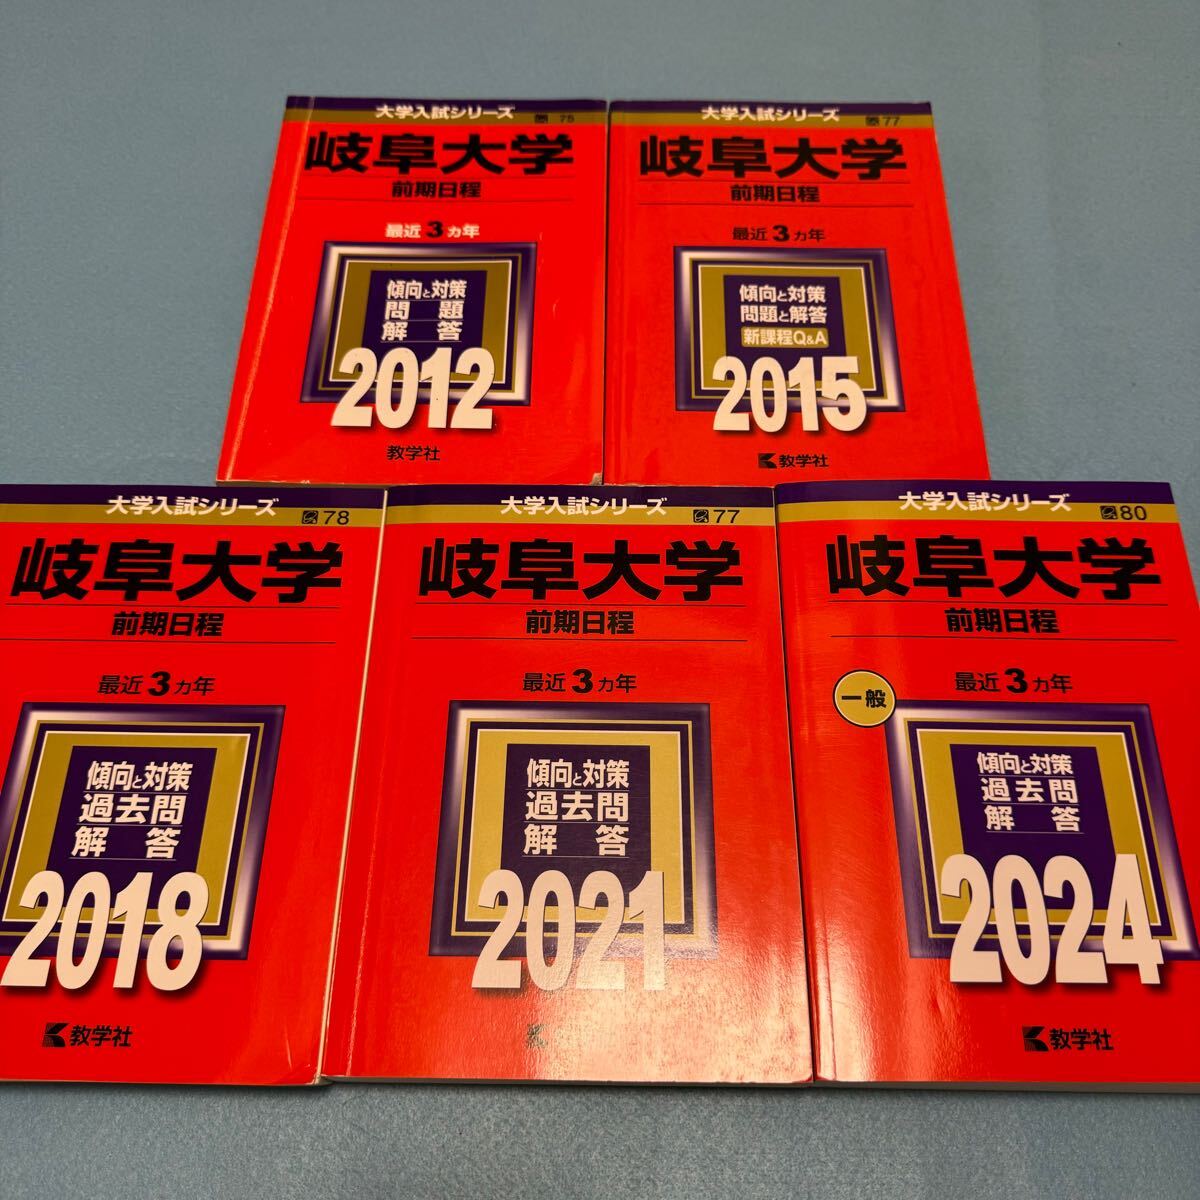 大学入試シリーズ
75
岐阜大学
前期日程
最近3カ年
傾向と対策
問題
解答
2012
教学社
大学入試シリーズ
77
岐阜大学
前期日程
最近3カ年
傾向と対策
問題と解答
新課程Q&A
2015
教学社
大学入試シリーズ
78
岐阜大学
前期日程
最近3カ年
傾向と対策
過去問
解答
2018
教学社
大学入試シリーズ
77
岐阜大学
前期日程
最近3カ年
傾向と対策
過去問
解答
2021
大学入試シリーズ
80
岐阜大学
前期日程
一般
最近3カ年
傾向と対策
過去問
解答
2024
教学社